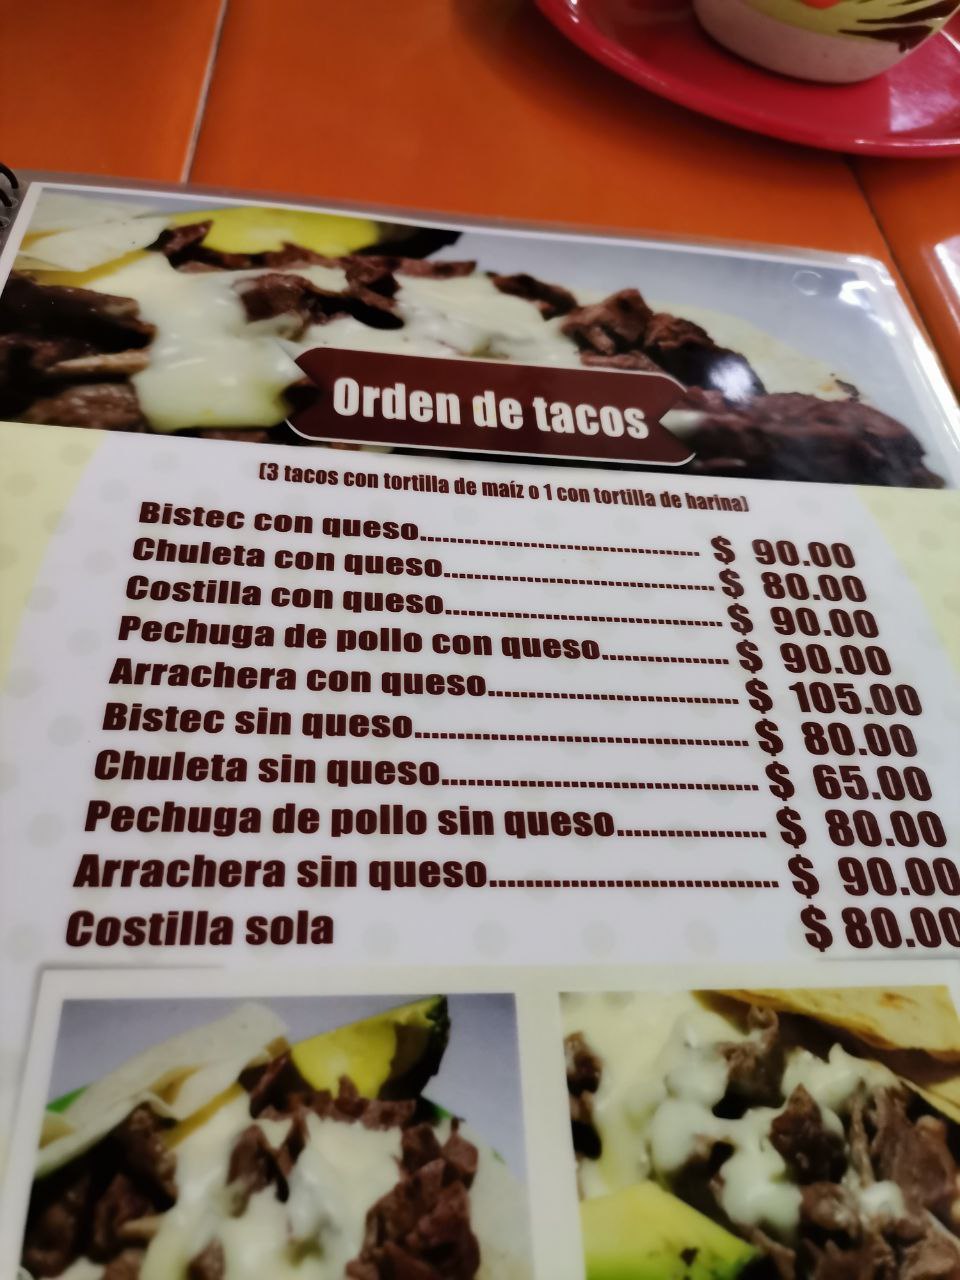 Orden de tacos
(3 tacos con tortilla de maíz o 1 con tortilla de harina)
Bistec con queso........................................ $ 90.00
Chuleta con queso....................................... $ 80.00
Costilla con queso....................................... $ 90.00
Pechuga de pollo con queso.................. $ 90.00
Arrachera con queso................................... $ 105.00
Bistec sin queso............................................. $ 80.00
Chuleta sin queso.......................................... $ 65.00
Pechuga de pollo sin queso.................... $ 80.00
Arrachera sin queso....................................... $ 90.00
Costilla sola $ 80.00